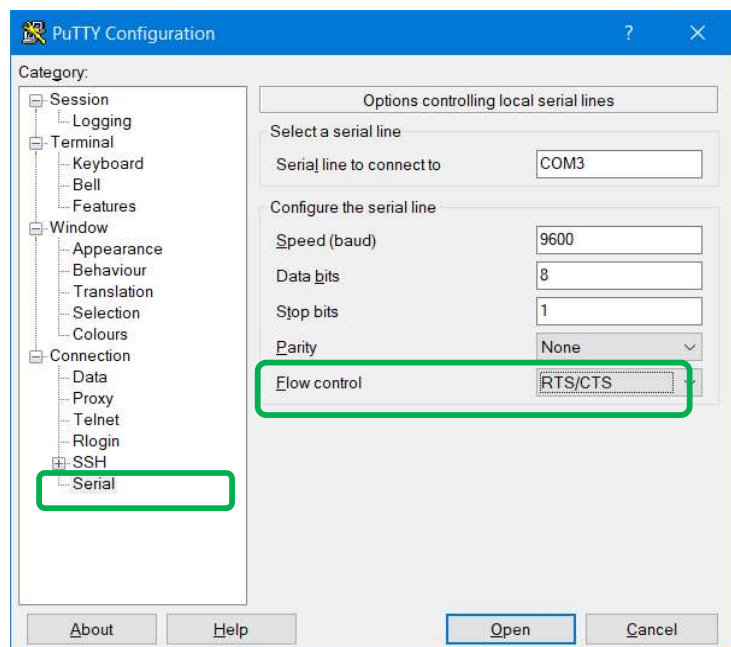 PuTTY Configuration
?
Category:
Session
Logging
Terminal
Keyboard
Bell
Features
Window
Appearance
Behaviour
Translation
Selection
Colours
Connection
Data
Proxy
Telnet
Rlogin
SSH
Serial
Options controlling local serial lines
Select a serial line
Serial line to connect to COM3
Configure the serial line
Speed (baud) 9600
Data bits 8
Stop bits 1
Parity None
Flow control RTS/CTS
About Help Open Cancel